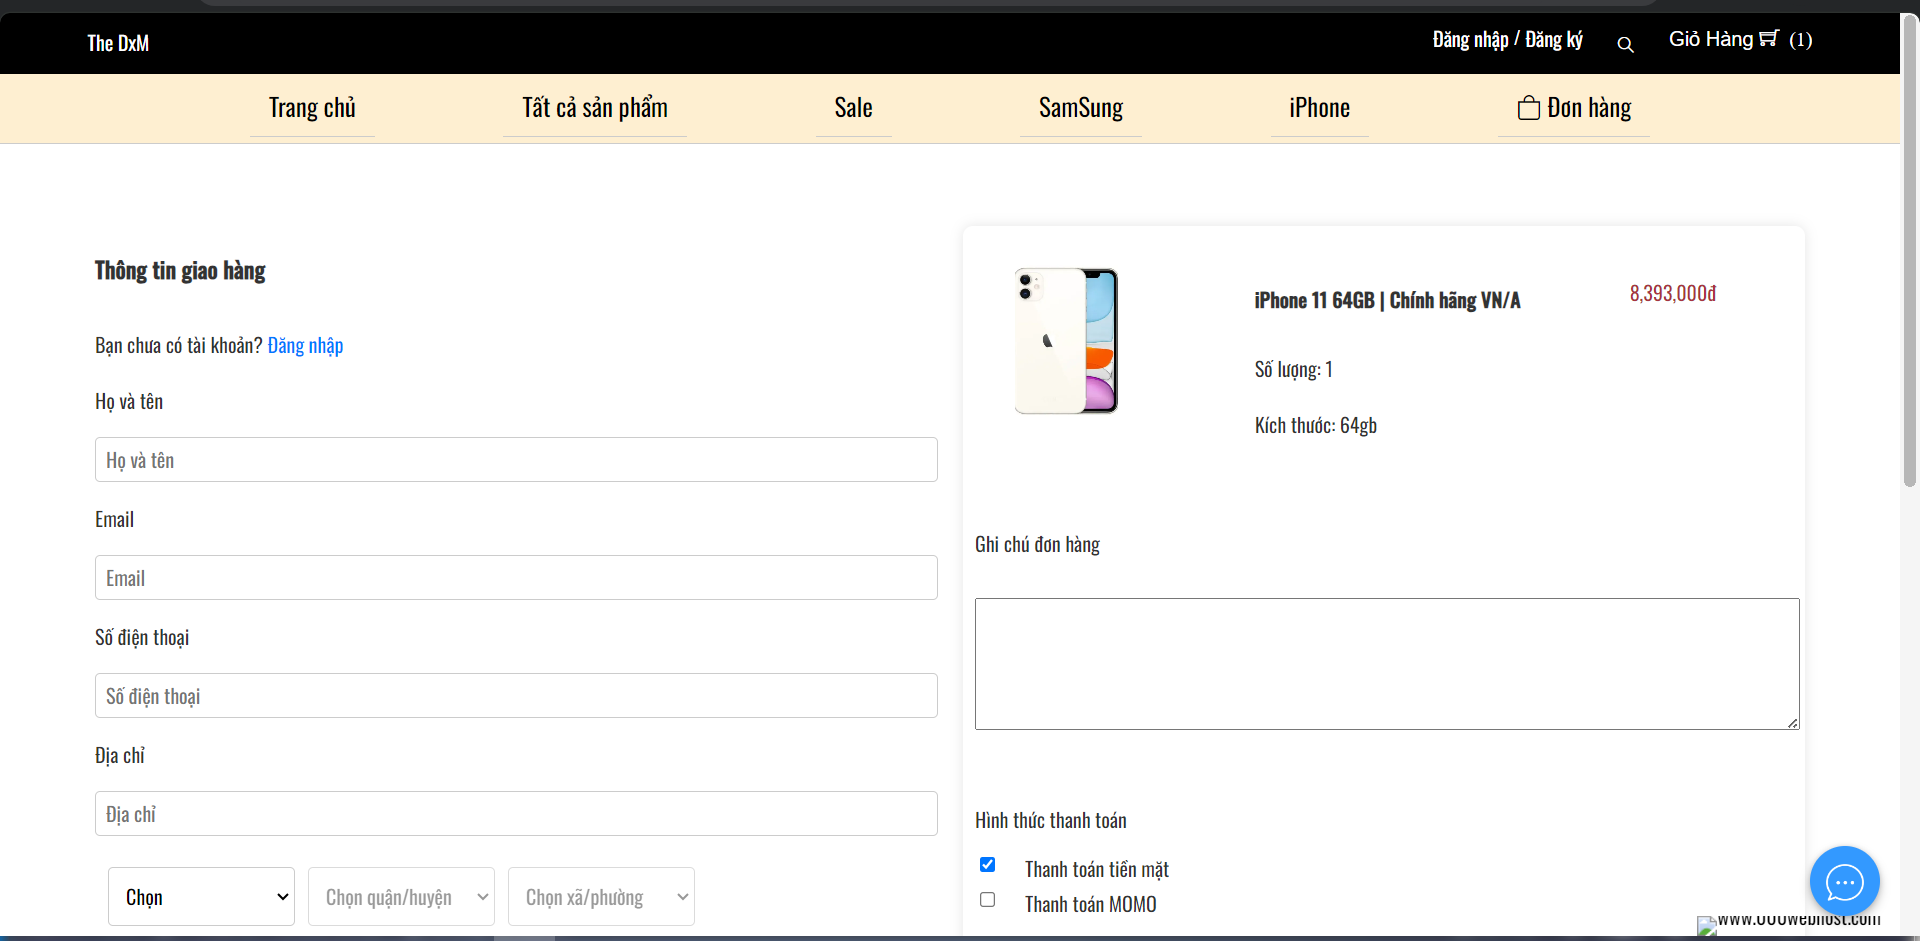 The DxM
Đăng nhập / Đăng ký
Giỏ Hàng (1)
Trang chủ
Tất cả sản phẩm
Sale
SamSung
iPhone
Đơn hàng
Thông tin giao hàng
Bạn chưa có tài khoản? Đăng nhập
Họ và tên
Họ và tên
Email
Email
Số điện thoại
Số điện thoại
Địa chỉ
Địa chỉ
Chọn
Chọn quận/huyện
Chọn xã/phường
iPhone 11 64GB | Chính hãng VN/A
8,393,000đ
Số lượng: 1
Kích thước: 64gb
Ghi chú đơn hàng
Hình thức thanh toán
Thanh toán tiền mặt
Thanh toán MOMO
www.000webhost.com